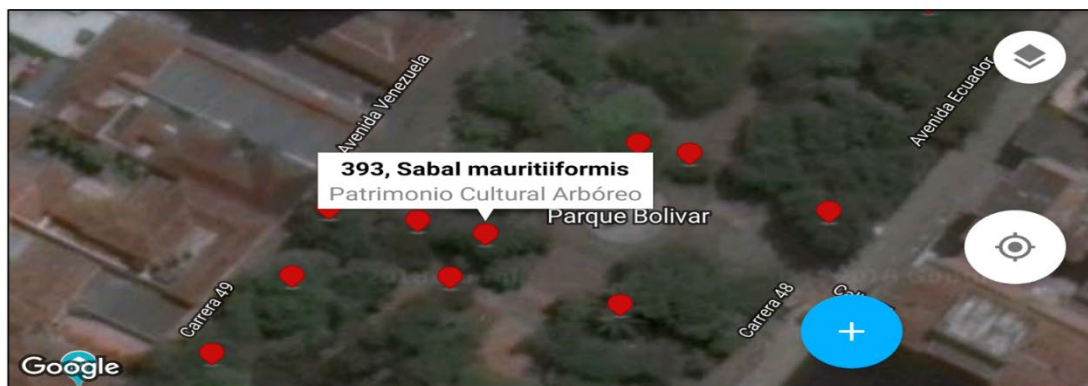 Avenida Venezuela
Avenida Ecuador
393, Sabal mauritiiformis
Patrimonio Cultural Arbóreo
Parque Bolivar
Carrera 49
Carrera 48
Google